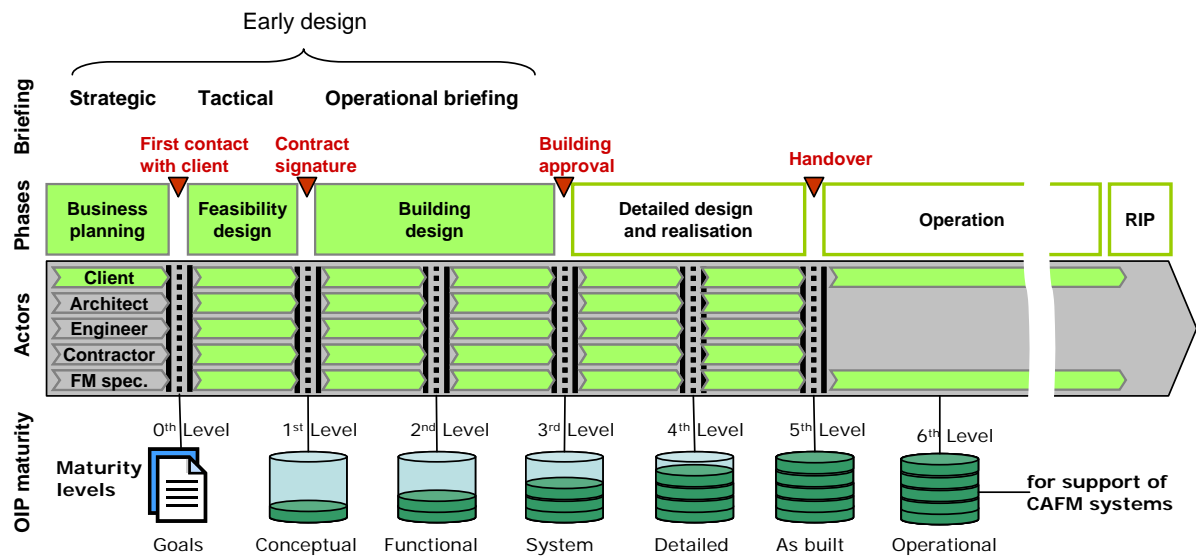 Early design
Briefing
Strategic
Tactical
Operational briefing
First contact
with client
Contract
signature
Building
approval
Handover
Phases
Business
planning
Feasibility
design
Building
design
Detailed design
and realisation
Operation
RIP
Actors
Client
Architect
Engineer
Contractor
FM spec.
OIP maturity
0th Level
1st Level
2nd Level
3rd Level
4th Level
5th Level
6th Level
Maturity
levels
for support of
CAFM systems
Goals
Conceptual
Functional
System
Detailed
As built
Operational